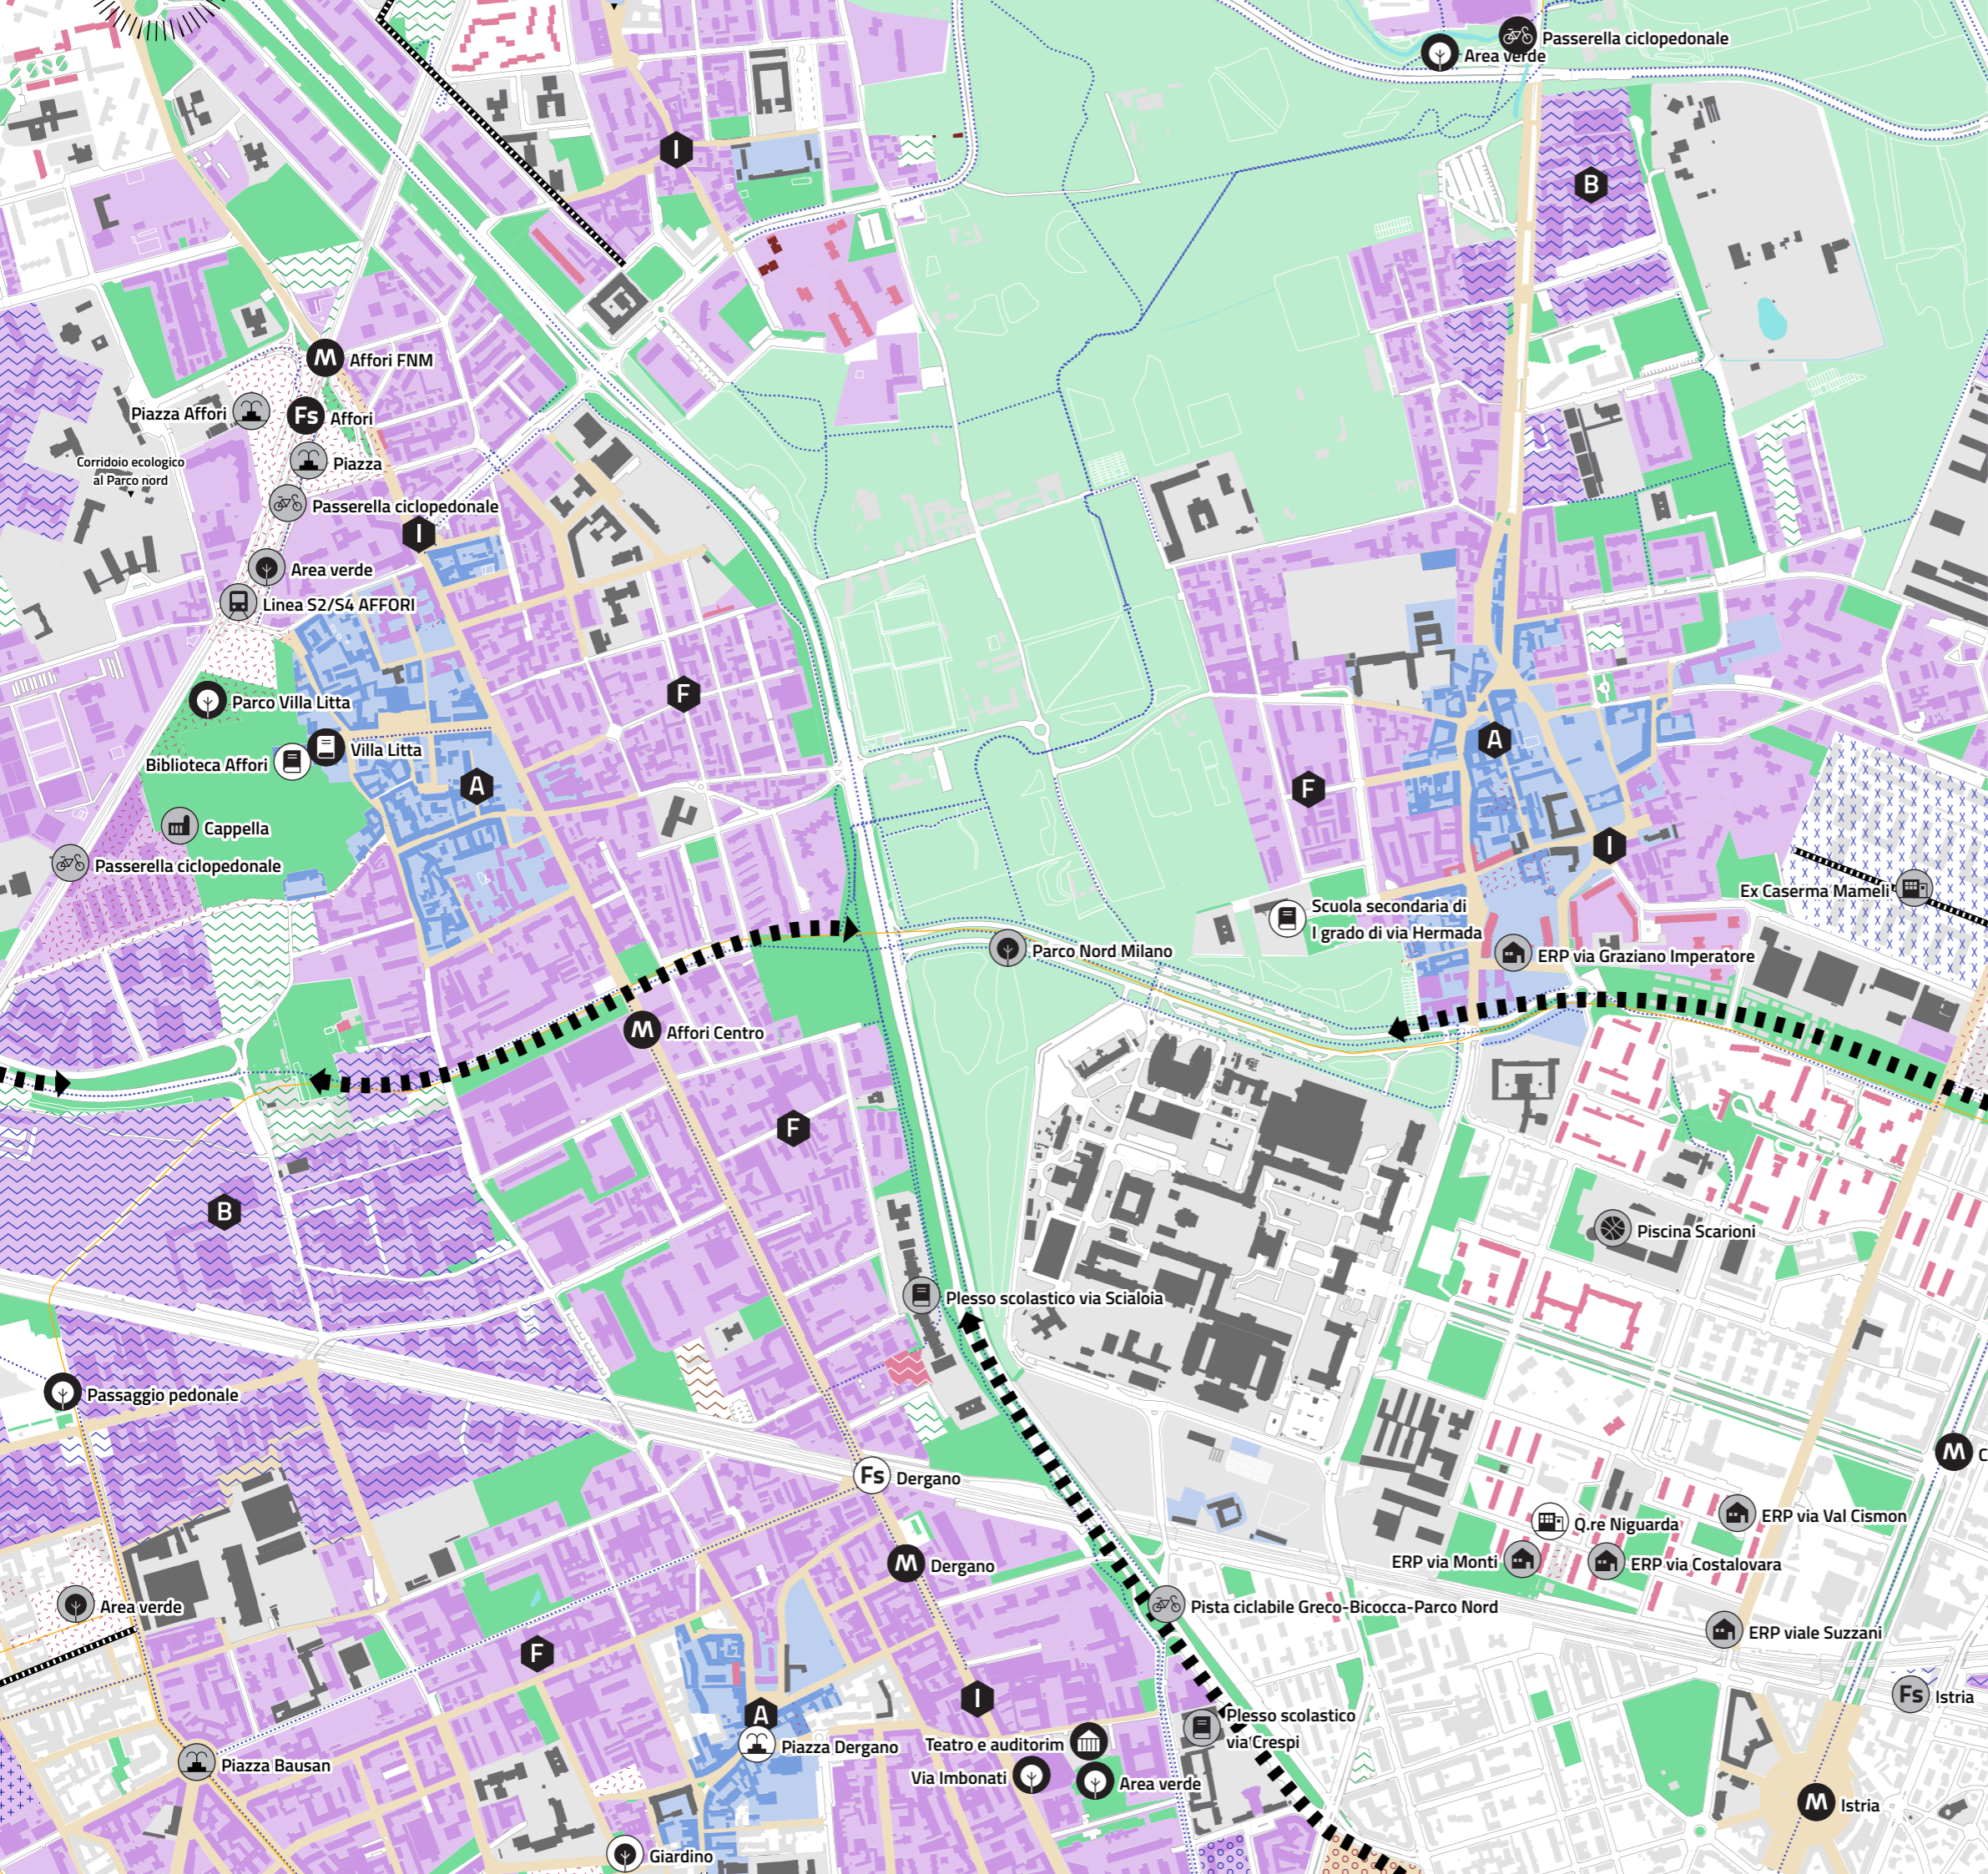 Passerella ciclopedonale
Area verde
I
B
M Affori FNM
Piazza Affori
Fs Affori
Piazza
Corridoio ecologico
al Parco nord
Passerella ciclopedonale
I
Area verde
Linea S2/S4 AFFORI
F
Parco Villa Litta
Villa Litta
Biblioteca Affori
A
A
F
Cappella
I
Passerella ciclopedonale
Ex Caserma Mameli
Scuola secondaria di
I grado di via Hermada
Parco Nord Milano
ERP via Graziano Imperatore
M Affori Centro
F
B
Piscina Scarioni
Plesso scolastico via Scialoia
Passaggio pedonale
M C
Fs Dergano
ERP via Val Cismon
Q.re Niguarda
M Dergano
ERP via Monti
ERP via Costalovara
Area verde
Pista ciclabile Greco-Bicocca-Parco Nord
ERP viale Suzzani
F
I
Fs Istria
A
Plesso scolastico
via Crespi
Teatro e auditorim
Piazza Dergano
Piazza Bausan
Via Imbonati
Area verde
M Istria
Giardino